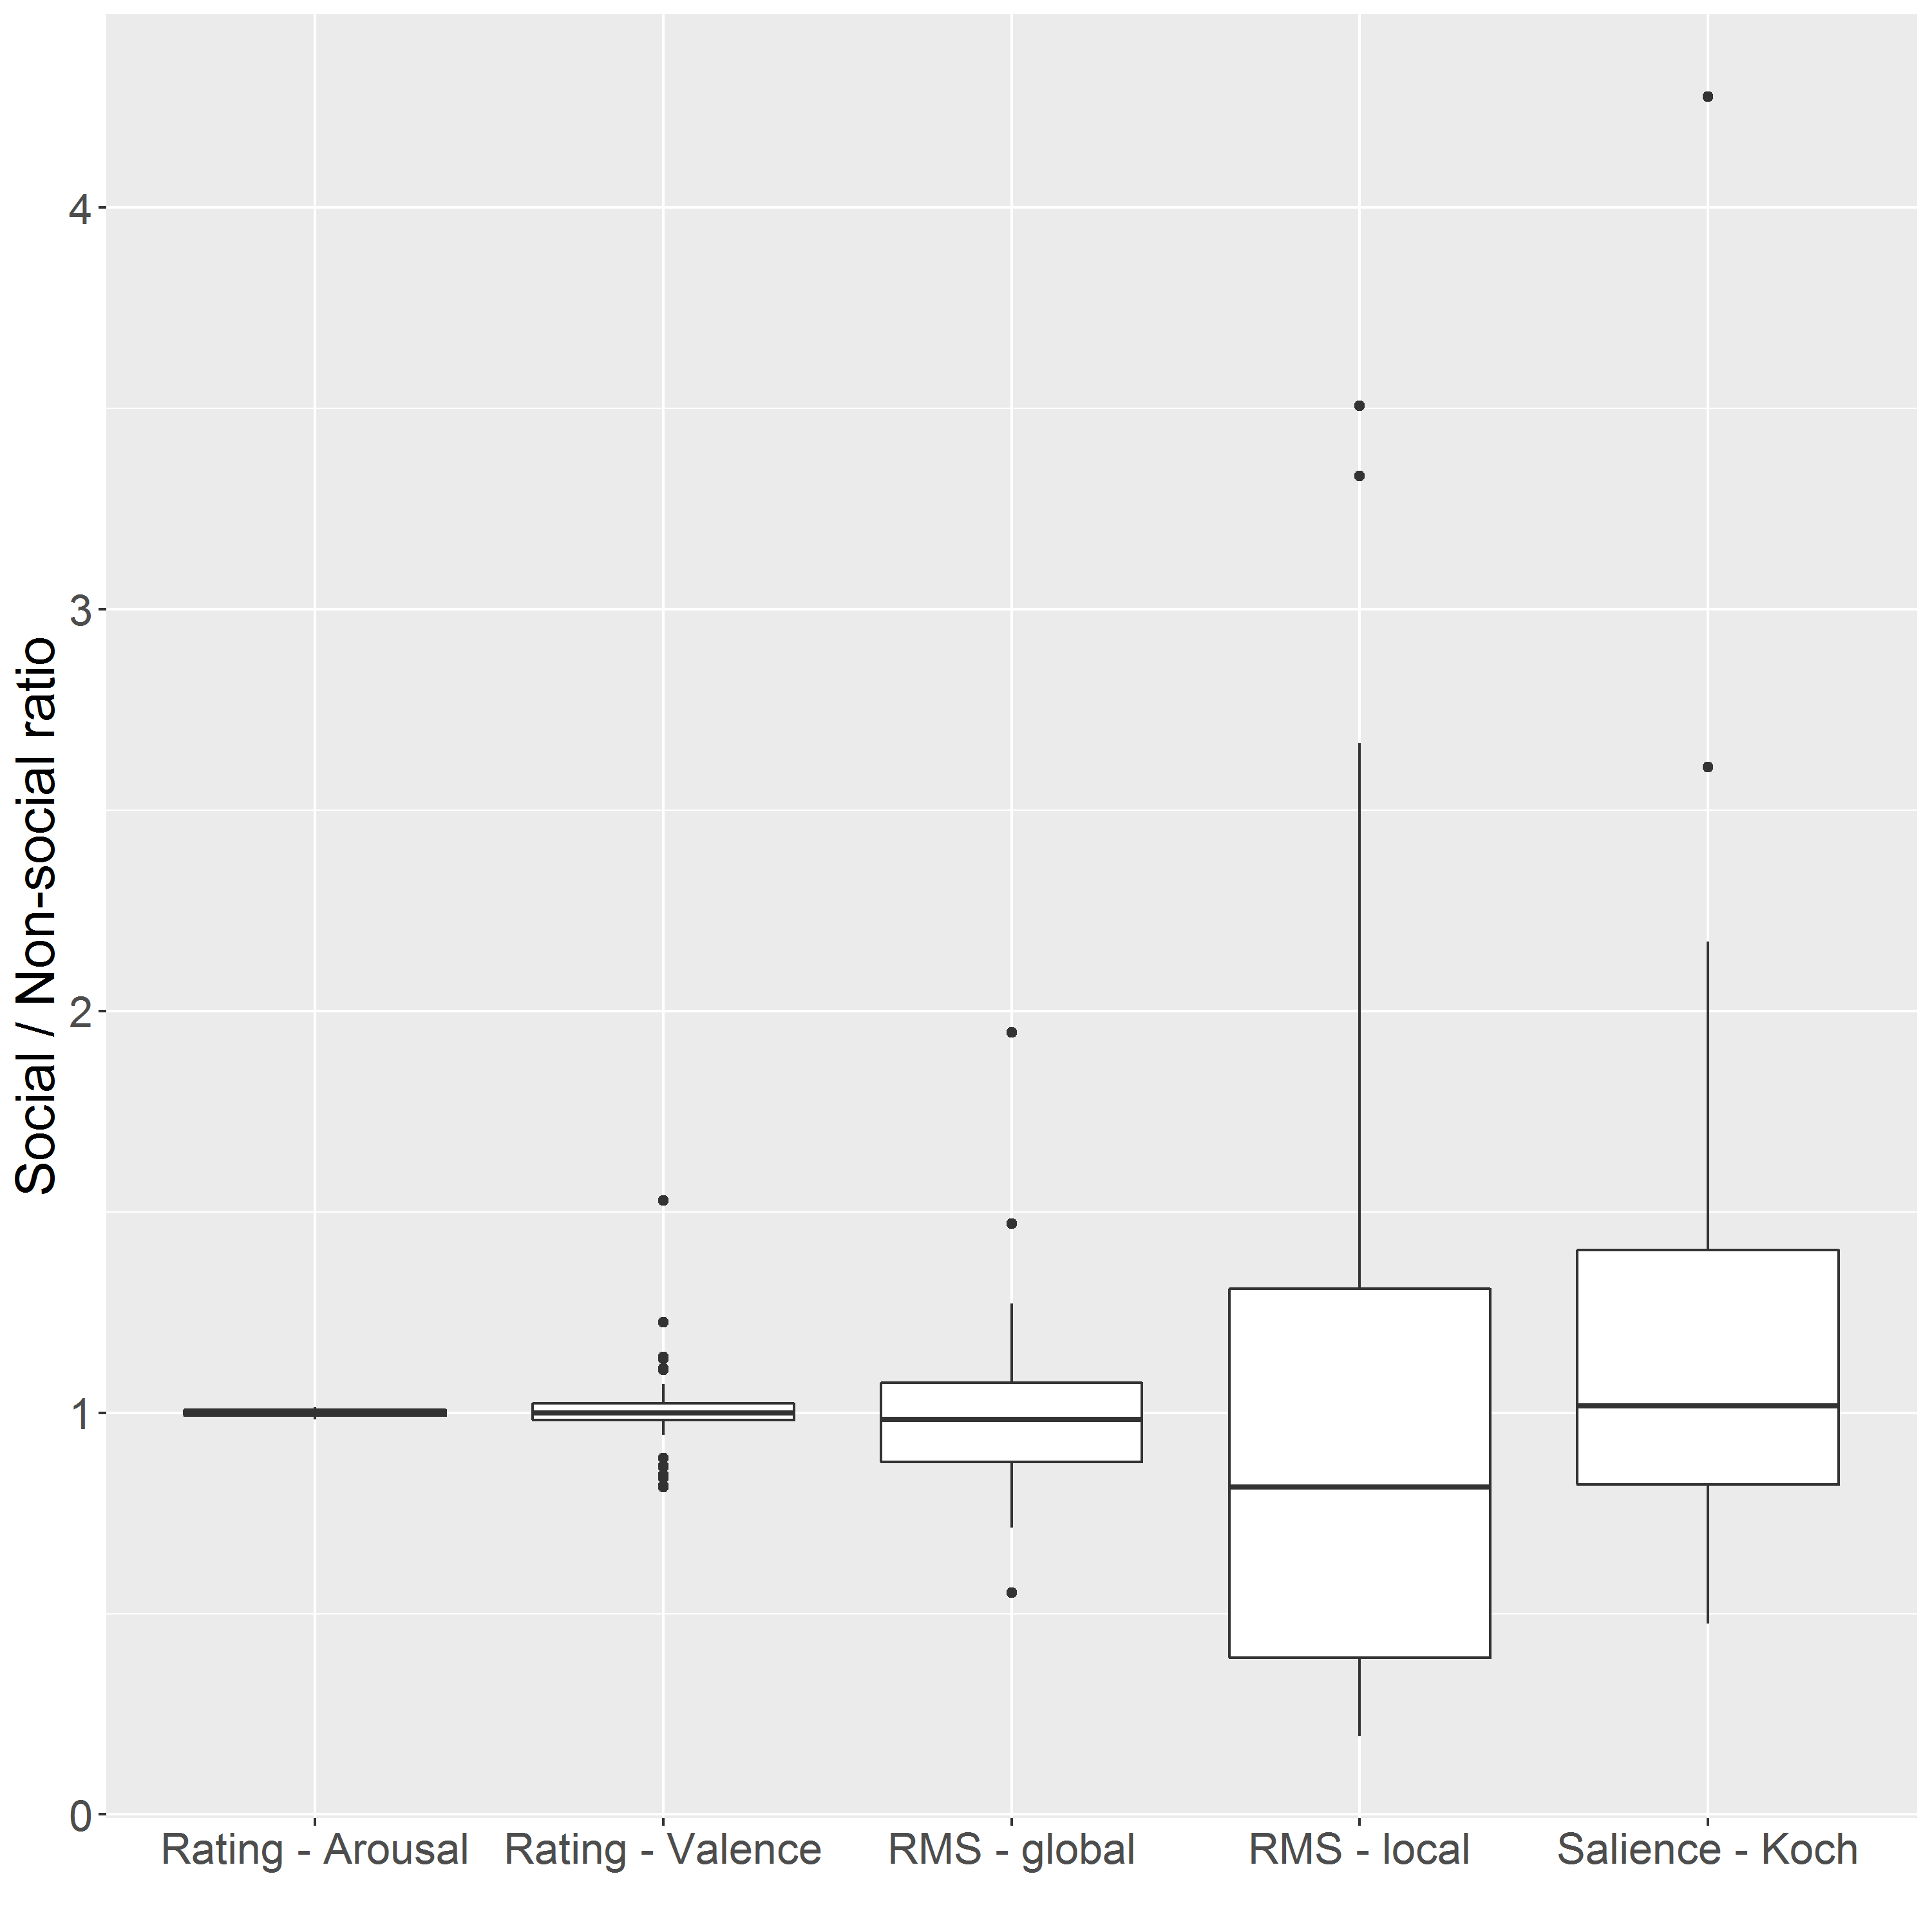 Social / Non-social ratio
4
3
2
1
0
Rating - Arousal
Rating - Valence
RMS - global
RMS - local
Salience - Koch